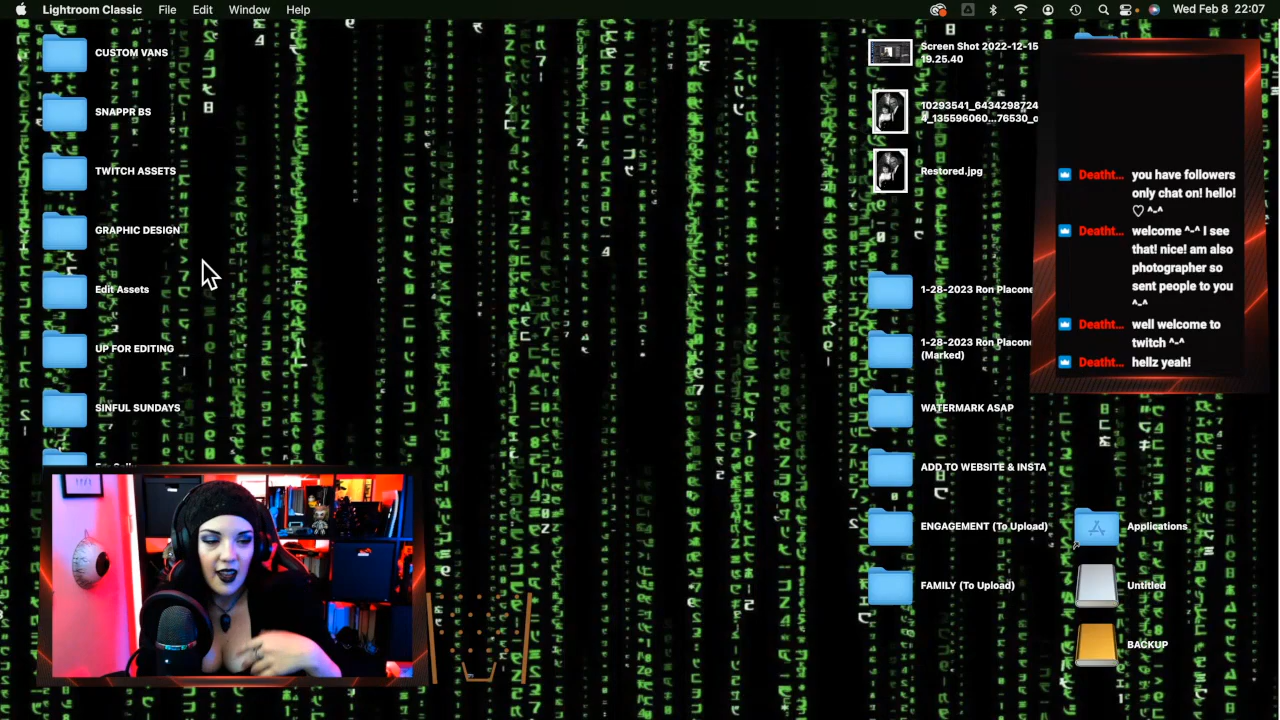 Lightroom Classic File Edit Window Help
Wed Feb 8 22:07
CUSTOM VANS
SNAPPR BS
TWITCH ASSETS
GRAPHIC DESIGN
Edit Assets
UP FOR EDITING
SINFUL SUNDAYS
Screen Shot 2022-12-15
19.25.40
10293541_6434298724
4_135596060...76530_o
Restored.jpg
1-28-2023 Ron Placone
1-28-2023 Ron Placone
(Marked)
WATERMARK ASAP
ADD TO WEBSITE & INSTA
ENGAGEMENT (To Upload)
FAMILY (To Upload)
Deatht... you have followers
only chat on! hello!
♡ ^-^
Deatht... welcome ^-^ I see
that! nice! am also
photographer so
sent people to you
^-^
Deatht... well welcome to
twitch ^-^
Deatht... hellz yeah!
Applications
Untitled
BACKUP